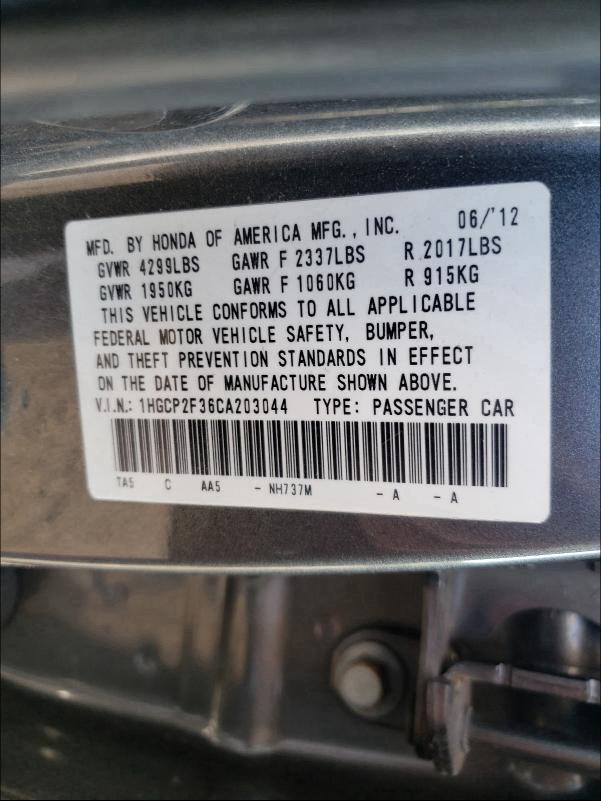 MFD. BY HONDA OF AMERICA MFG., INC. 06/'12
GVWR 4299LBS GAWR F 2337LBS R 2017LBS
GVWR 1950KG GAWR F 1060KG R 915KG
THIS VEHICLE CONFORMS TO ALL APPLICABLE
FEDERAL MOTOR VEHICLE SAFETY, BUMPER,
AND THEFT PREVENTION STANDARDS IN EFFECT
ON THE DATE OF MANUFACTURE SHOWN ABOVE.
V.I.N.: 1HGCP2F36CA203044 TYPE: PASSENGER CAR
TA5 C AA5 - NH737M - A - A